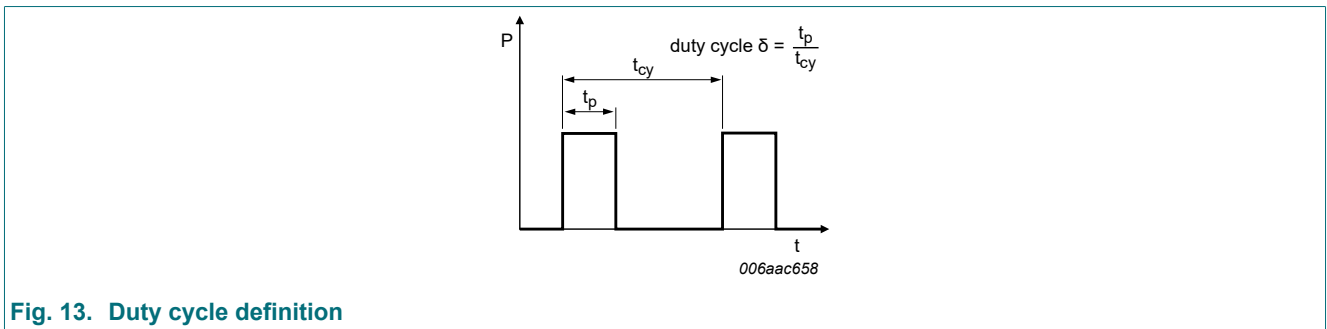 P
duty cycle δ = tp/tcy
tcy
tp
t
006aac658
Fig. 13. Duty cycle definition